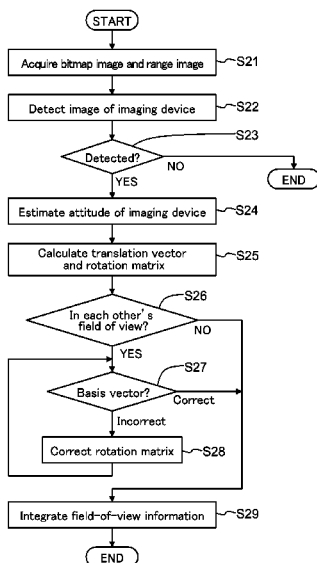 START
Acquire bitmap image and range image
S21
Detect image of imaging device
S22
S23
Detected?
NO
YES
END
Estimate attitude of imaging device
S24
Calculate translation vector
and rotation matrix
S25
S26
In each other's
field of view?
NO
YES
S27
Basis vector?
Correct
Incorrect
Correct rotation matrix
S28
Integrate field-of-view information
S29
END